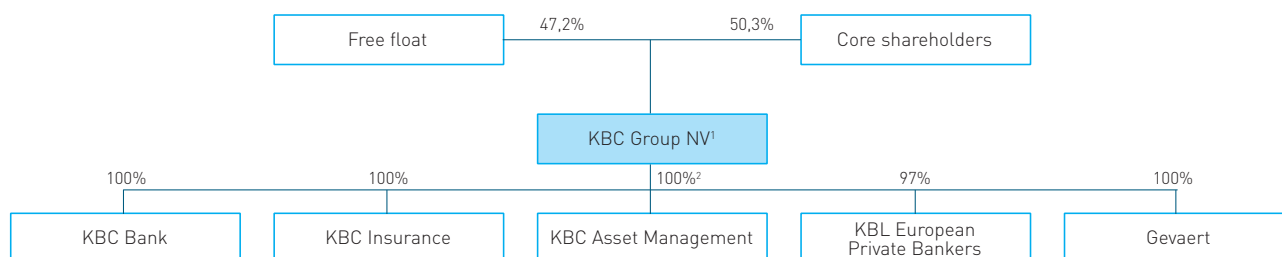 47,2%
50,3%
Free float
Core shareholders
KBC Group NV¹
100%
100%
100%²
97%
100%
KBC Bank
KBC Insurance
KBC Asset Management
KBL European
Private Bankers
Gevaert